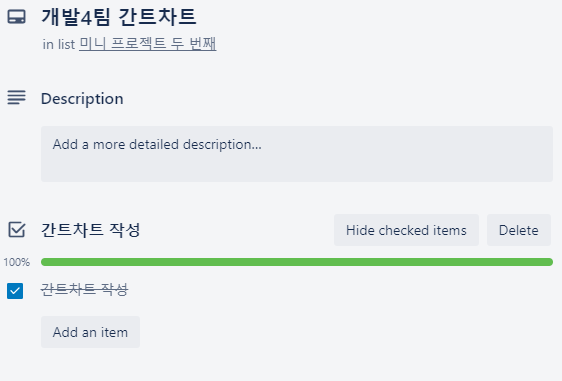 개발4팀 간트차트
in list 미니 프로젝트 두 번째
Description
Add a more detailed description...
간트차트 작성
Hide checked items
Delete
100%
간트차트 작성
Add an item